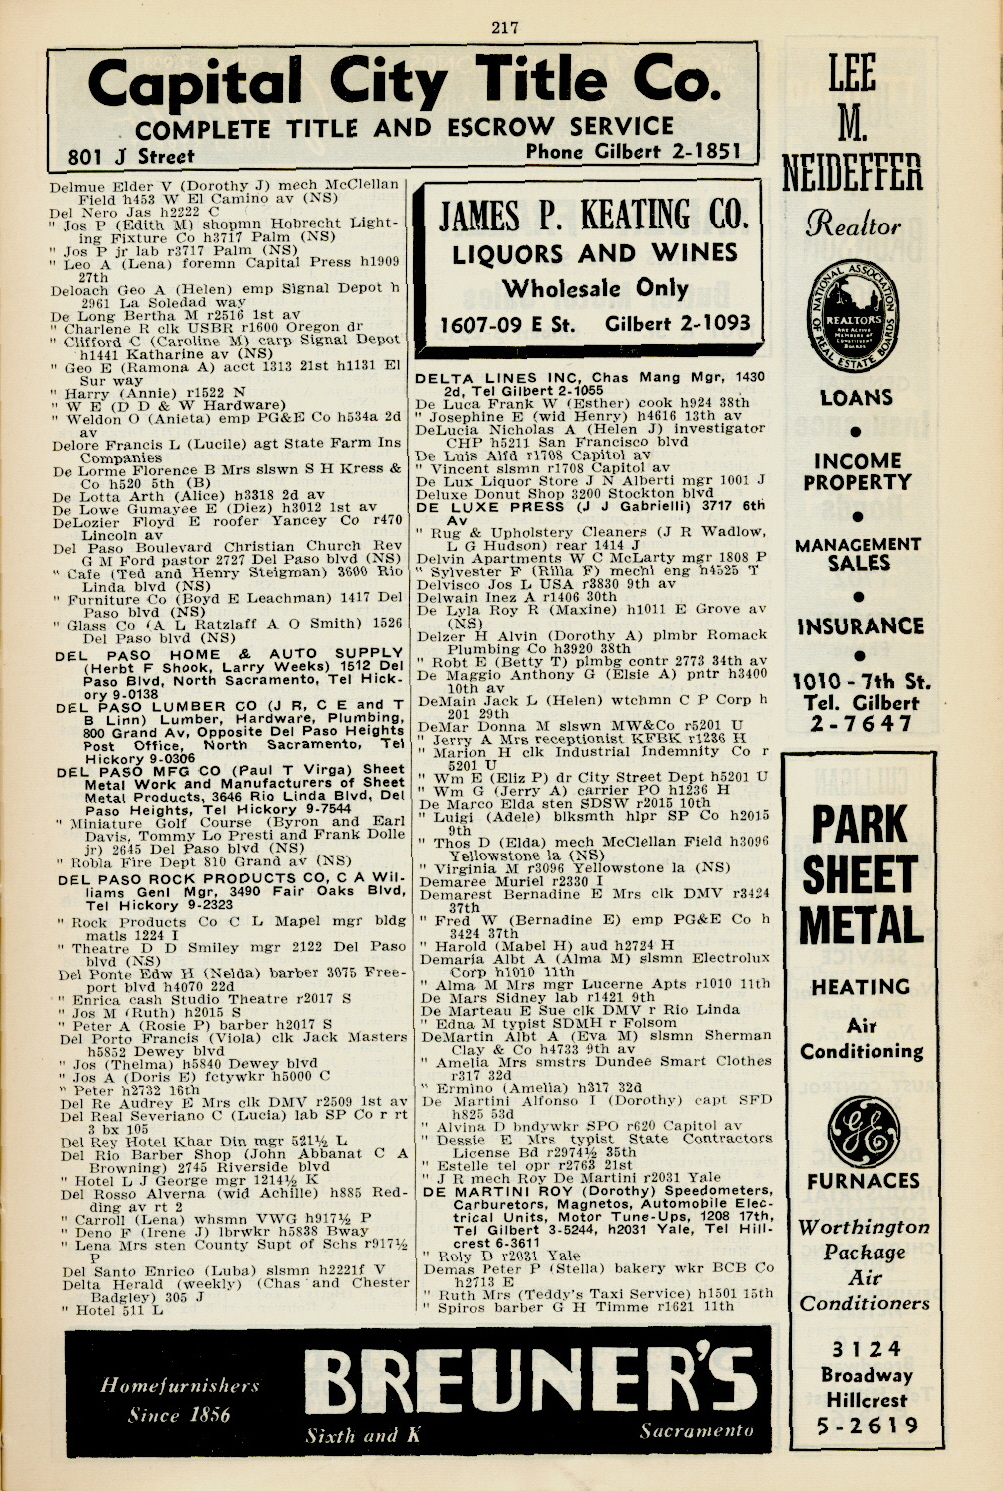 217
Capital City Title Co.
COMPLETE TITLE AND ESCROW SERVICE
801 J Street Phone Gilbert 2-1851
Delmue Elder V (Dorothy J) mech McClellan
Field h453 W El Camino av (NS)
Del Nero Jas h2222 C
" Jos P (Edith M) shopmn Hobrecht Light-
ing Fixture Co h3717 Palm (NS)
" Jos P jr lab r3717 Palm (NS)
" Leo A (Lena) foremn Capital Press h1909
27th
Deloach Geo A (Helen) emp Signal Depot h
2961 La Soledad way
De Long Bertha M r2516 1st av
" Charlene R clk USBR r1600 Oregon dr
" Clifford C (Caroline M) carp Signal Depot
h1441 Katharine av (NS)
" Geo E (Ramona A) acct 1313 21st h1131 El
Sur way
" Harry (Annie) r1522 N
" W E (D D & W Hardware)
" Weldon O (Anieta) emp PG&E Co h534a 2d
av
Delore Francis L (Lucile) agt State Farm Ins
Companies
De Lorme Florence B Mrs slswn S H Kress &
Co h520 5th (B)
De Lotta Arth (Alice) h3318 2d av
De Lowe Gumayee E (Diez) h3012 1st av
DeLozier Floyd E roofer Yancey Co r470
Lincoln av
Del Paso Boulevard Christian Church Rev
G M Ford pastor 2727 Del Paso blvd (NS)
" Cafe (Ted and Henry Steigman) 3600 Rio
Linda blvd (NS)
" Furniture Co (Boyd E Leachman) 1417 Del
Paso blvd (NS)
" Glass Co (A L Ratzlaff A O Smith) 1526
Del Paso blvd (NS)
DEL PASO HOME & AUTO SUPPLY
(Herbt F Shook, Larry Weeks) 1512 Del
Paso Blvd, North Sacramento, Tel Hick-
ory 9-0138
DEL PASO LUMBER CO (J R, C E and T
B Linn) Lumber, Hardware, Plumbing,
800 Grand Av, Opposite Del Paso Heights
Post Office, North Sacramento, Tel
Hickory 9-0306
DEL PASO MFG CO (Paul T Virga) Sheet
Metal Work and Manufacturers of Sheet
Metal Products, 3646 Rio Linda Blvd, Del
Paso Heights, Tel Hickory 9-7544
" Miniature Golf Course (Byron and Earl
Davis, Tommy Lo Presti and Frank Dolle
jr) 2645 Del Paso blvd (NS)
" Robla Fire Dept 810 Grand av (NS)
DEL PASO ROCK PRODUCTS CO, C A Wil-
liams Genl Mgr, 3490 Fair Oaks Blvd,
Tel Hickory 9-2323
" Rock Products Co C L Mapel mgr bldg
matls 1224 I
" Theatre D D Smiley mgr 2122 Del Paso
blvd (NS)
Del Ponte Edw H (Nelda) barber 3075 Free-
port blvd h4070 22d
" Enrica cash Studio Theatre r2017 S
" Jos M (Ruth) h2015 S
" Peter A (Rosie P) barber h2017 S
Del Porto Francis (Viola) clk Jack Masters
h5852 Dewey blvd
" Jos (Thelma) h5840 Dewey blvd
" Jos A (Doris E) fctywkr h5000 C
" Peter h2732 16th
Del Re Audrey E Mrs clk DMV r2509 1st av
Del Real Severiano C (Lucia) lab SP Co r rt
3 bx 105
Del Rey Hotel Khar Din mgr 521½ L
Del Rio Barber Shop (John Abbanat C A
Browning) 2745 Riverside blvd
" Hotel L J George mgr 1214½ K
Del Rosso Alverna (wid Achille) h885 Red-
ding av rt 2
" Carroll (Lena) whsmn VWG h917½ P
" Deno F (Irene J) lbrwkr h5838 Bway
" Lena Mrs sten County Supt of Schs r917½
P
Del Santo Enrico (Luba) slsmn h2221f V
Delta Herald (weekly) (Chas and Chester
Badgley) 305 J
" Hotel 511 L
JAMES P. KEATING CO.
LIQUORS AND WINES
Wholesale Only
1607-09 E St. Gilbert 2-1093
DELTA LINES INC, Chas Mang Mgr, 1430
2d, Tel Gilbert 2-1055
De Luca Frank W (Esther) cook h924 38th
" Josephine E (wid Henry) h4616 13th av
DeLucia Nicholas A (Helen J) investigator
CHP h5211 San Francisco blvd
De Luis Alfd r1708 Capitol av
" Vincent slsmn r1708 Capitol av
De Lux Liquor Store J N Alberti mgr 1001 J
Deluxe Donut Shop 3200 Stockton blvd
DE LUXE PRESS (J J Gabrielli) 3717 6th
Av
" Rug & Upholstery Cleaners (J R Wadlow,
L G Hudson) rear 1414 J
Delvin Apartments W C McLarty mgr 1808 P
" Sylvester F (Rilla F) mechl eng h4525 T
Delvisco Jos L USA r3830 9th av
Delwain Inez A r1406 30th
De Lyla Roy R (Maxine) h1011 E Grove av
(NS)
Delzer H Alvin (Dorothy A) plmbr Romack
Plumbing Co h3920 38th
" Robt E (Betty T) plmbg contr 2773 34th av
De Maggio Anthony G (Elsie A) pntr h3400
10th av
DeMain Jack L (Helen) wtchmn C P Corp h
201 29th
DeMar Donna M slswn MW&Co r5201 U
" Jerry A Mrs receptionist KFBK r1236 H
" Marion H clk Industrial Indemnity Co r
5201 U
" Wm E (Eliz P) dr City Street Dept h5201 U
" Wm G (Jerry A) carrier PO h1236 H
De Marco Elda sten SDSW r2015 10th
" Luigi (Adele) blksmth hlpr SP Co h2015
9th
" Thos D (Elda) mech McClellan Field h3096
Yellowstone la (NS)
" Virginia M r3096 Yellowstone la (NS)
Demaree Muriel r2330 I
Demarest Bernadine E Mrs clk DMV r3424
37th
" Fred W (Bernadine E) emp PG&E Co h
3424 37th
" Harold (Mabel H) aud h2724 H
Demaria Albt A (Alma M) slsmn Electrolux
Corp h1010 11th
" Alma M Mrs mgr Lucerne Apts r1010 11th
De Mars Sidney lab r1421 9th
De Marteau E Sue clk DMV r Rio Linda
" Edna M typist SDMH r Folsom
DeMartin Albt A (Eva M) slsmn Sherman
Clay & Co h4733 9th av
" Amelia Mrs smstrs Dundee Smart Clothes
r317 32d
" Ermino (Amelia) h317 32d
De Martini Alfonso I (Dorothy) capt SFD
h825 53d
" Alvina D bndywkr SPO r620 Capitol av
" Dessie E Mrs typist State Contractors
License Bd r2974½ 35th
" Estelle tel opr r2763 21st
" J R mech Roy De Martini r2031 Yale
DE MARTINI ROY (Dorothy) Speedometers,
Carburetors, Magnetos, Automobile Elec-
trical Units, Motor Tune-Ups, 1208 17th,
Tel Gilbert 3-5244, h2031 Yale, Tel Hill-
crest 6-3611
" Roly D r2031 Yale
Demas Peter P (Stella) bakery wkr BCB Co
h2713 E
" Ruth Mrs (Teddy's Taxi Service) h1501 15th
" Spiros barber G H Timme r1621 11th
LEE
M.
NEIDEFFER
Realtor
NATIONAL ASSOCIATION
OF REAL ESTATE BOARDS
REALTORS
ARE ACTIVE
MEMBERS OF
CONSTITUENT
BOARDS
LOANS
•
INCOME
PROPERTY
•
MANAGEMENT
SALES
•
INSURANCE
•
1010 - 7th St.
Tel. Gilbert
2-7647
PARK
SHEET
METAL
HEATING
Air
Conditioning
GE
FURNACES
Worthington
Package
Air
Conditioners
3124
Broadway
Hillcrest
5-2619
Homefurnishers
Since 1856
BREUNER'S
Sixth and K Sacramento